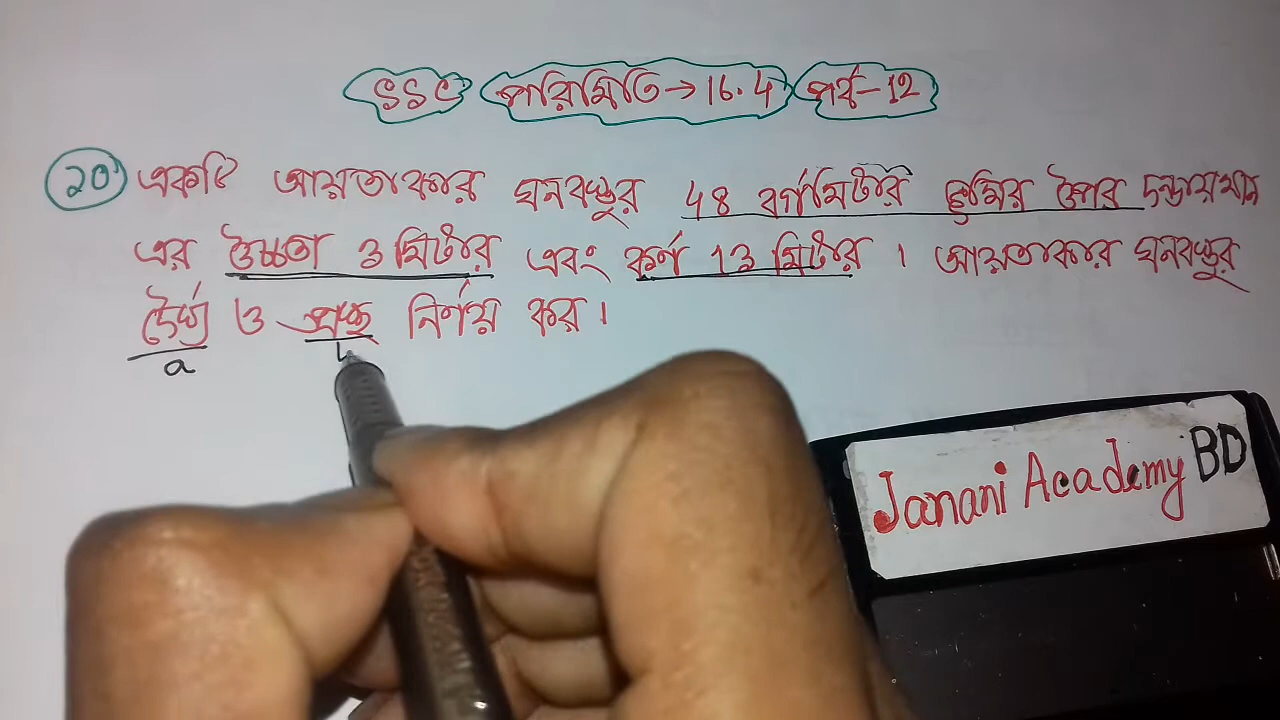 SSC পরিমিতি → 16.4 পর্ব-12
২০ একটি আয়তাকার ঘনবস্তুর 48 বর্গমিটার ভূমির উপর দন্ডায়মান
এর উচ্চতা 3 মিটার এবং কর্ণ 13 মিটার । আয়তাকার ঘনবস্তুর
দৈর্ঘ্য ও প্রস্থ নির্ণয় কর ।
a
Janani Academy BD